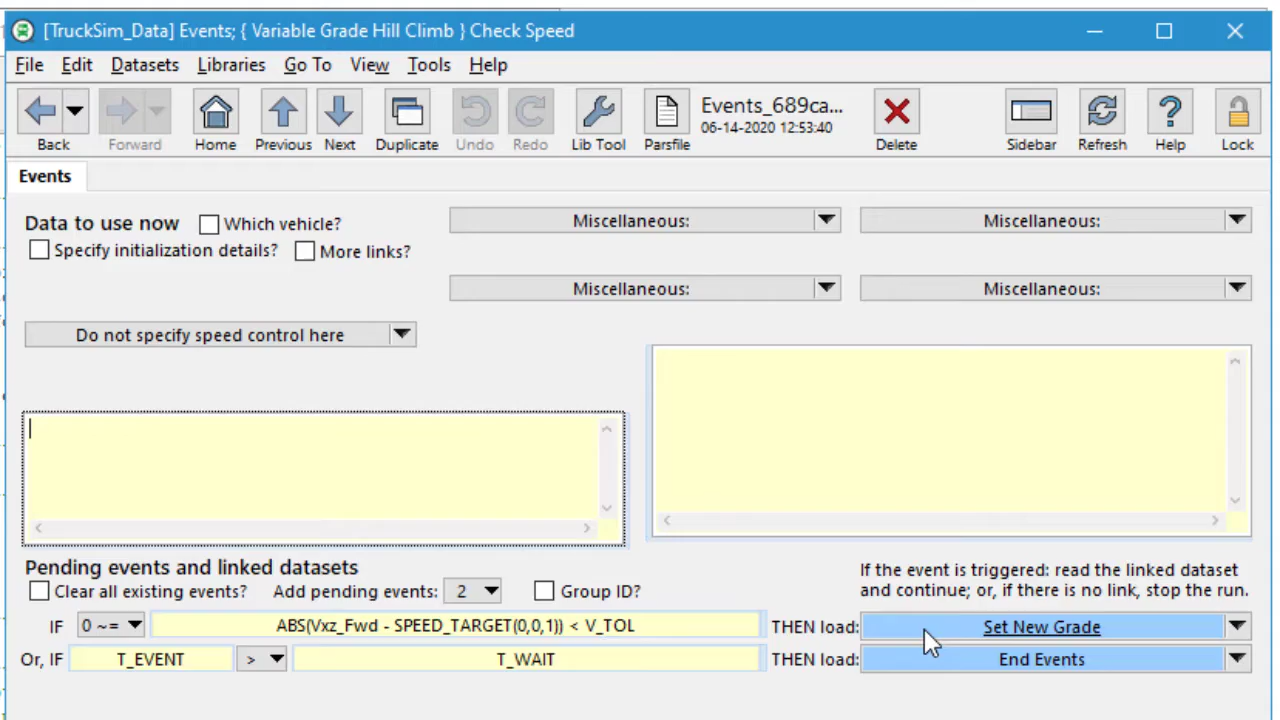 [TruckSim_Data] Events; { Variable Grade Hill Climb } Check Speed
File Edit Datasets Libraries Go To View Tools Help
Events_689ca...
06-14-2020 12:53:40
Back Forward Home Previous Next Duplicate Undo Redo Lib Tool Parsfile Delete Sidebar Refresh Help Lock
Events
Data to use now Which vehicle? Miscellaneous: Miscellaneous:
Specify initialization details? More links?
Miscellaneous: Miscellaneous:
Do not specify speed control here
Pending events and linked datasets
If the event is triggered: read the linked dataset
and continue; or, if there is no link, stop the run.
Clear all existing events? Add pending events: 2 Group ID?
IF 0 ~= ABS(Vxz_Fwd - SPEED_TARGET(0,0,1)) < V_TOL THEN load: Set New Grade
Or, IF T_EVENT > T_WAIT THEN load: End Events